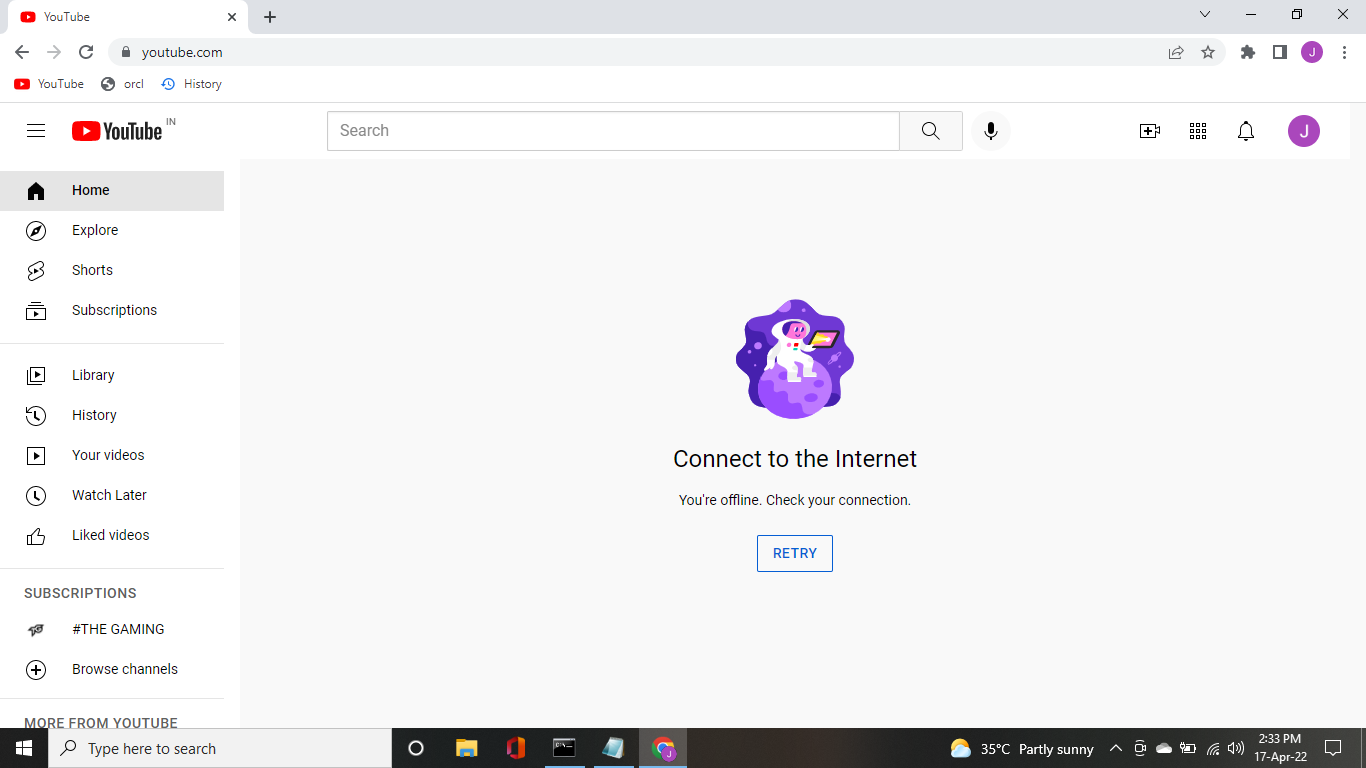 YouTube
youtube.com
J
YouTube
orcl
History
YouTube IN
Search
J
Home
Explore
Shorts
Subscriptions
Library
History
Your videos
Watch Later
Liked videos
SUBSCRIPTIONS
#THE GAMING
Browse channels
MORE FROM YOUTUBE
Connect to the Internet
You're offline. Check your connection.
RETRY
Type here to search
J
35°C Partly sunny
2:33 PM
17-Apr-22